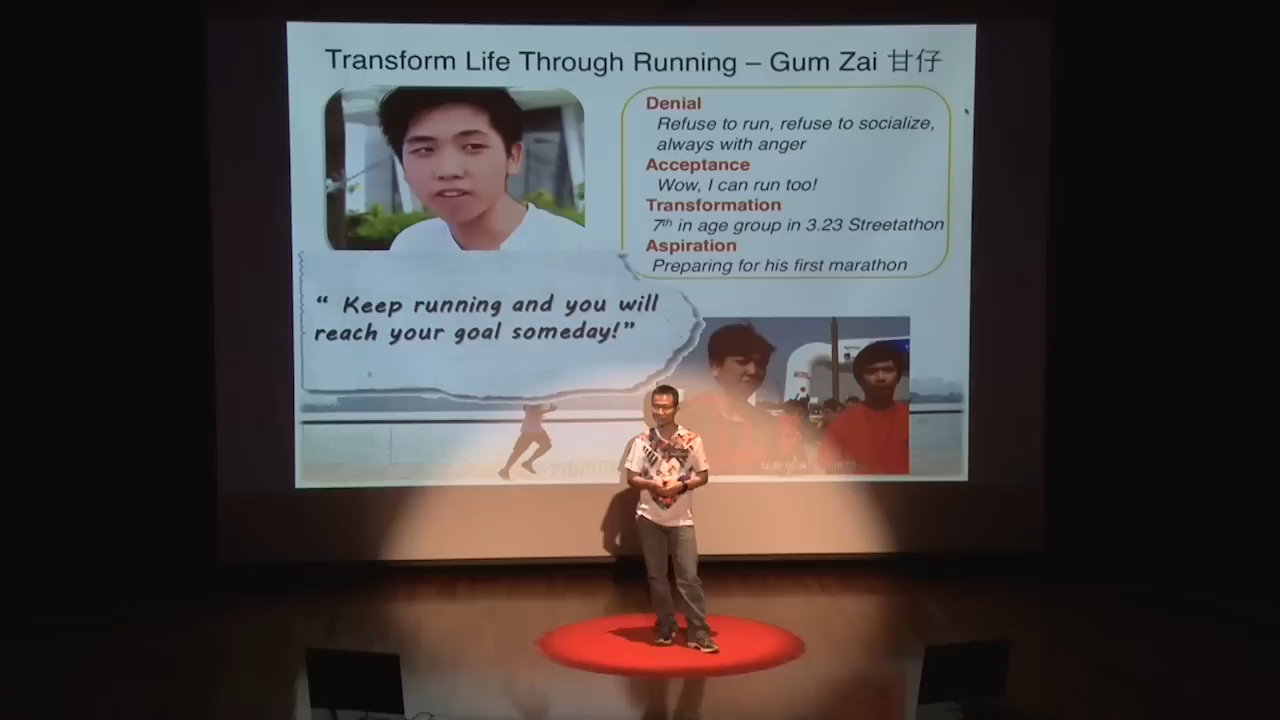 Transform Life Through Running – Gum Zai 甘仔
Denial
Refuse to run, refuse to socialize,
always with anger
Acceptance
Wow, I can run too!
Transformation
7th in age group in 3.23 Streetathon
Aspiration
Preparing for his first marathon
“ Keep running and you will
reach your goal someday!”